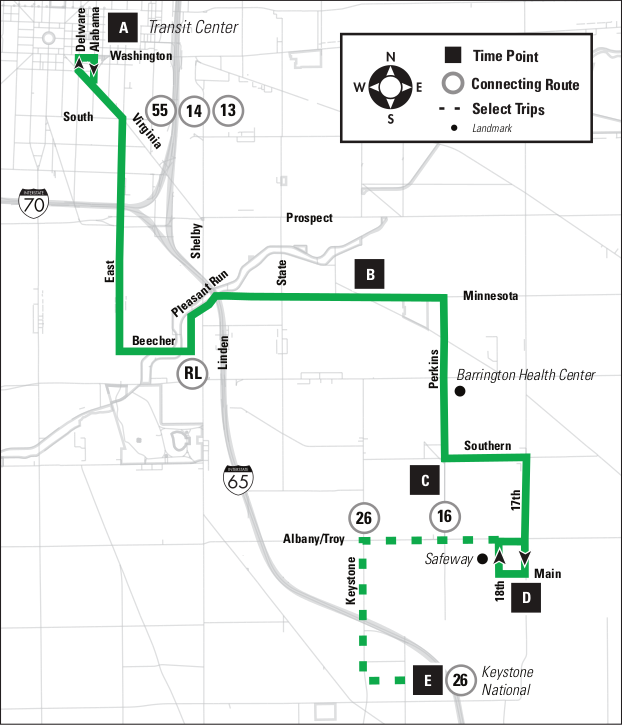 Delware
Alabama
A
Transit Center
Washington
South
Virginia
55
14
13
N
W
E
S
Time Point
Connecting Route
Select Trips
Landmark
INTERSTATE
70
Prospect
Shelby
East
State
B
Pleasant Run
Minnesota
Beecher
Linden
RL
Perkins
Barrington Health Center
Southern
INTERSTATE
65
C
17th
26
16
Albany/Troy
Safeway
Keystone
18th
Main
D
E
26
Keystone
National